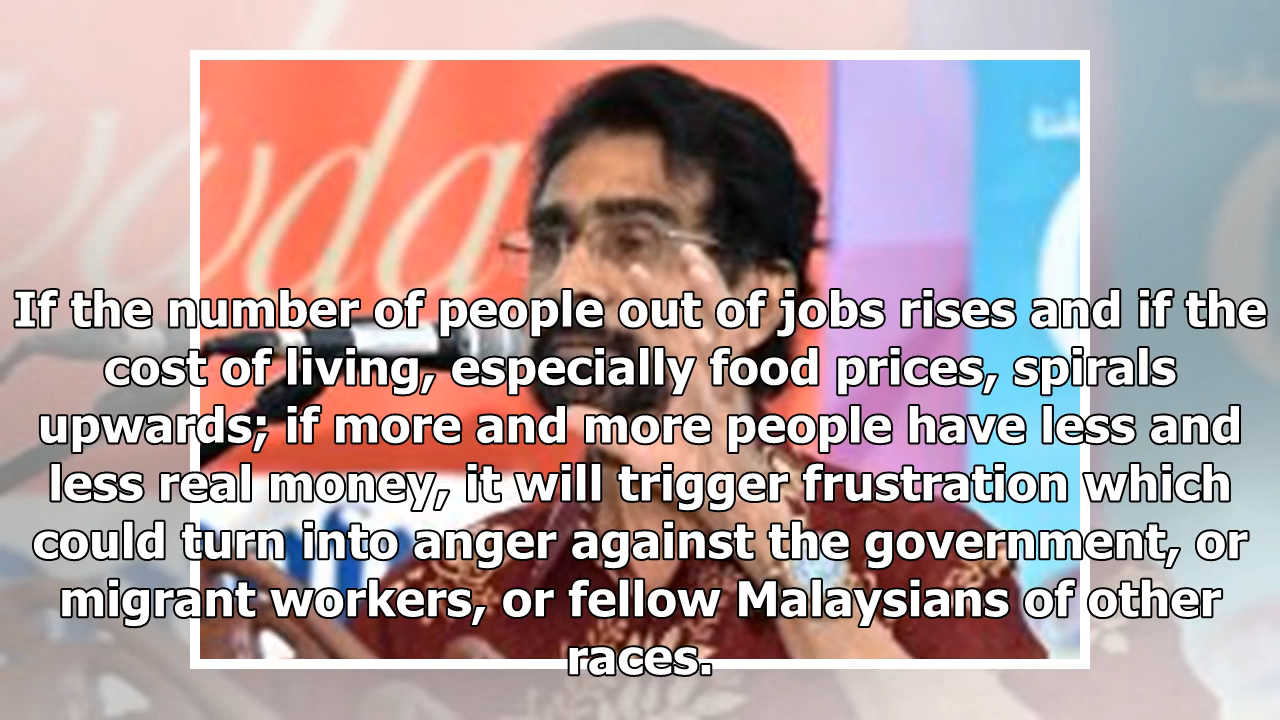 If the number of people out of jobs rises and if the
cost of living, especially food prices, spirals
upwards; if more and more people have less and
less real money, it will trigger frustration which
could turn into anger against the government, or
migrant workers, or fellow Malaysians of other
races.